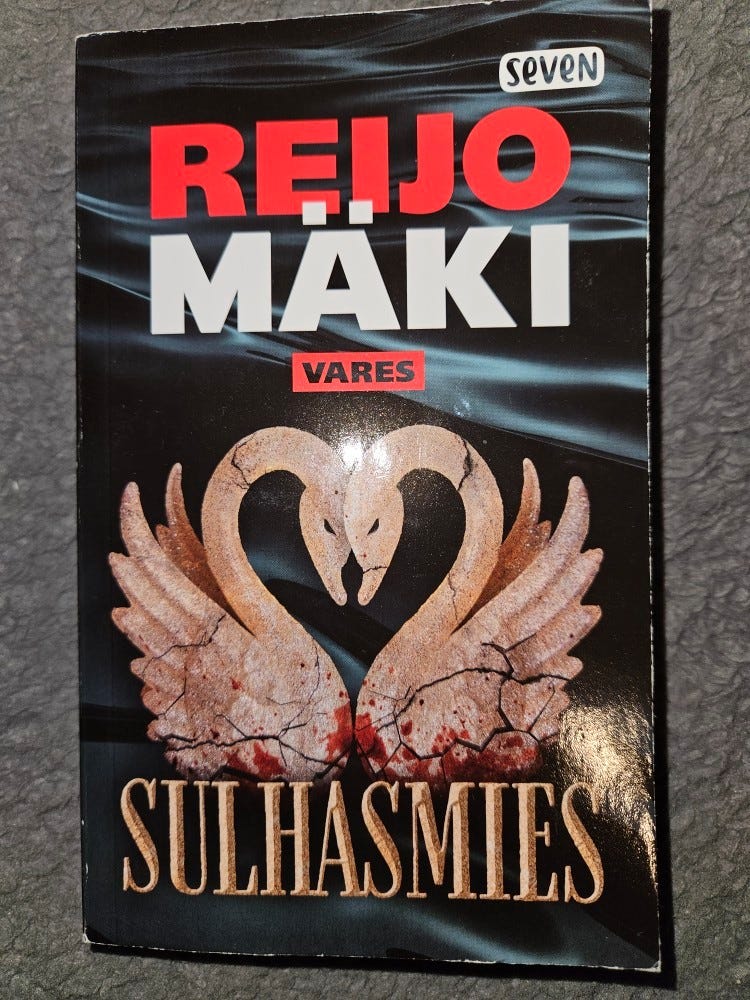 seven
REIJO
MÄKI
VARES
SULHASMIES